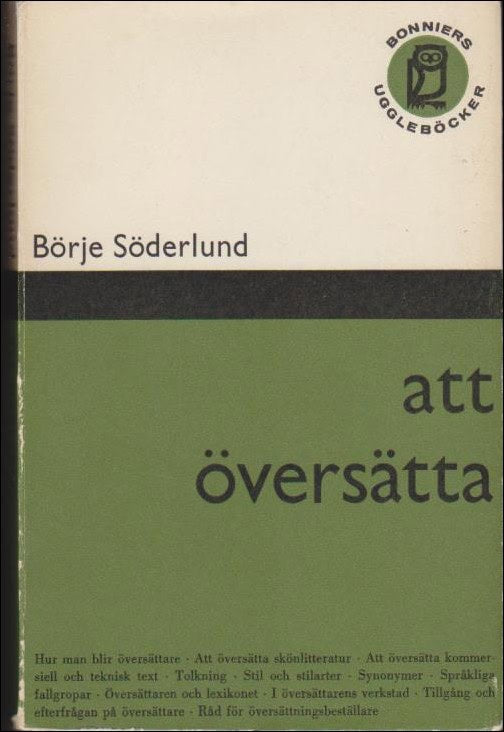 BONNIERS
UGGLEBÖCKER
Börje Söderlund
att
översätta
Hur man blir översättare · Att översätta skönlitteratur · Att översätta kommer-
siell och teknisk text · Tolkning · Stil och stilarter · Synonymer · Språkliga
fallgropar · Översättaren och lexikonet · I översättarens verkstad · Tillgång och
efterfrågan på översättare · Råd för översättningsbeställare